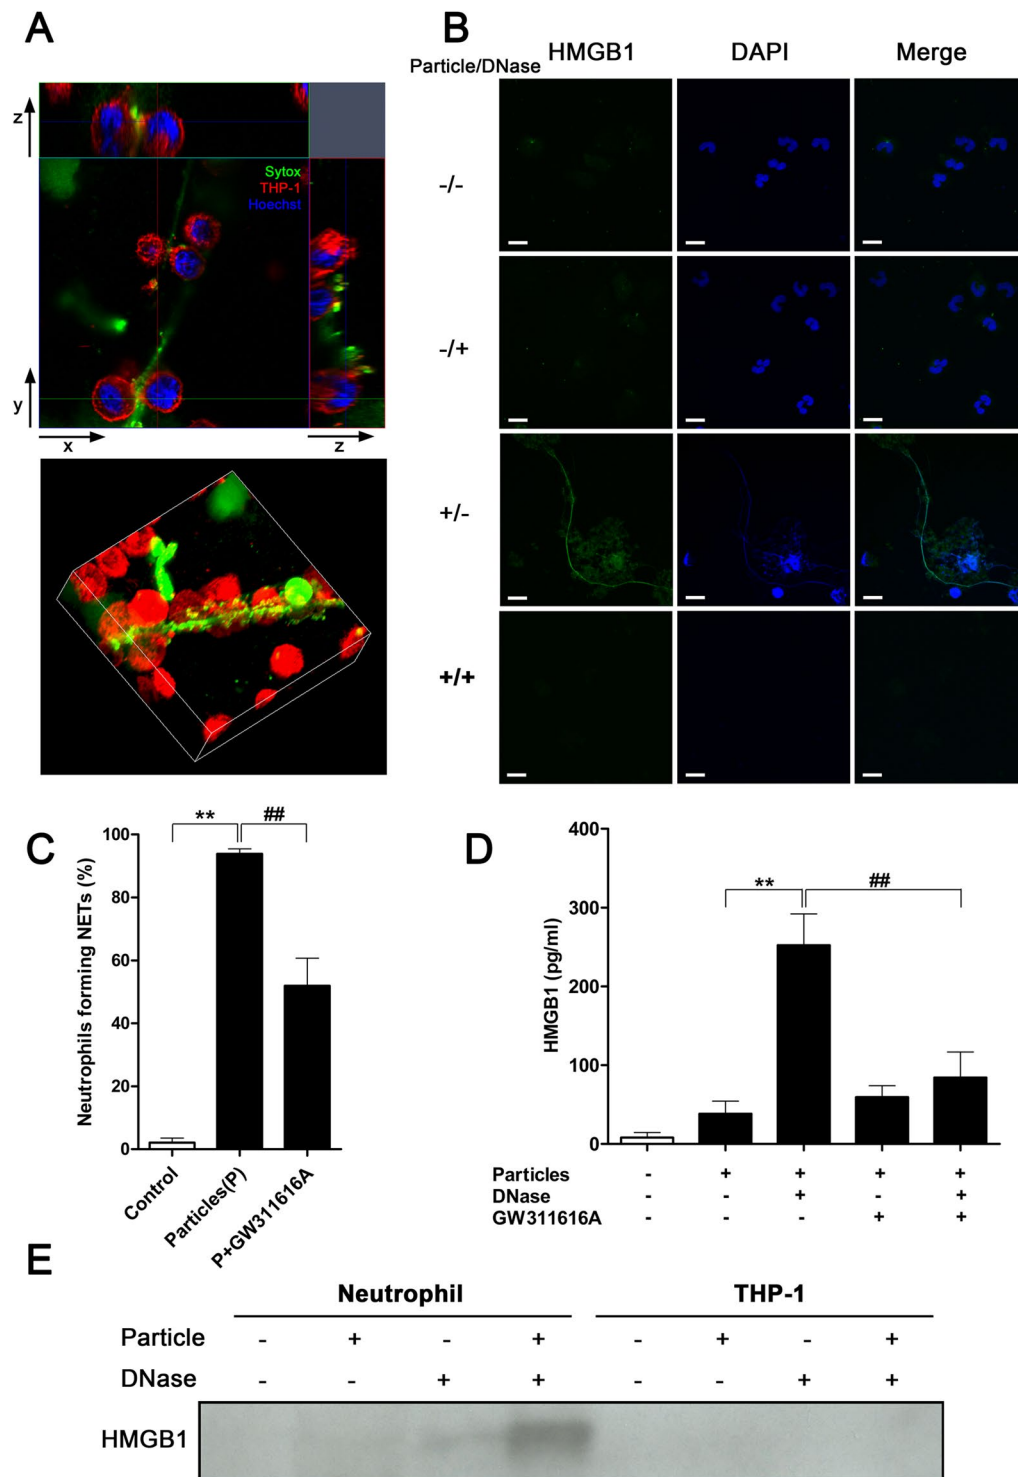 A
z
Sytox
THP-1
Hoechst
y
x
z
B
Particle/DNase HMGB1 DAPI Merge
-/-
-/+
+/-
+/+
C
Neutrophils forming NETs (%)
100
80
60
40
20
0
** ##
Control
Particles(P)
P+GW311616A
D
HMGB1 (pg/ml)
400
300
200
100
0
** ##
Particles - + + + +
DNase - - + - +
GW311616A - - - + +
E
Neutrophil THP-1
Particle - + - + - + - +
DNase - - + + - - + +
HMGB1